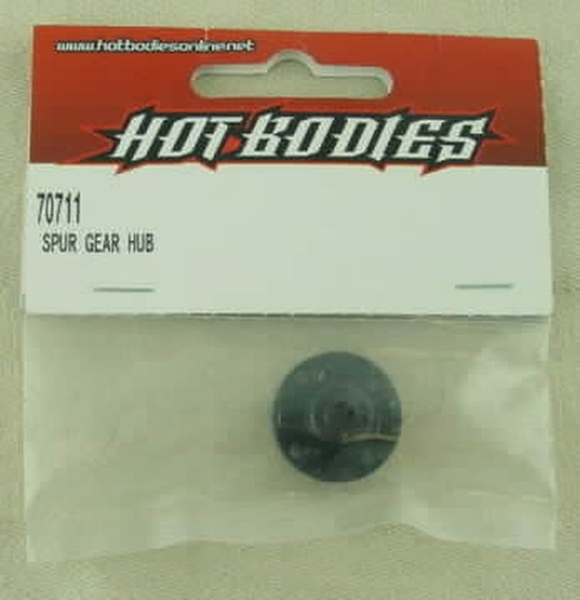 www.hotbodiesonline.net
HOT BODIES
70711
SPUR GEAR HUB